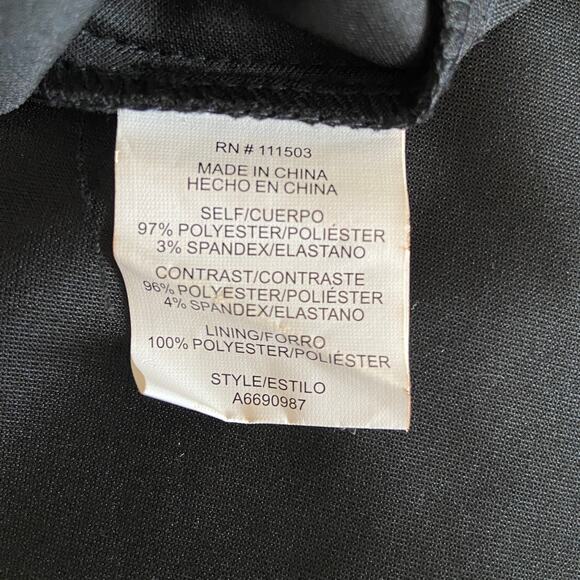 RN # 111503
MADE IN CHINA
HECHO EN CHINA
SELF/CUERPO
97% POLYESTER/POLIÉSTER
3% SPANDEX/ELASTANO
CONTRAST/CONTRASTE
96% POLYESTER/POLIÉSTER
4% SPANDEX/ELASTANO
LINING/FORRO
100% POLYESTER/POLIÉSTER
STYLE/ESTILO
A6690987